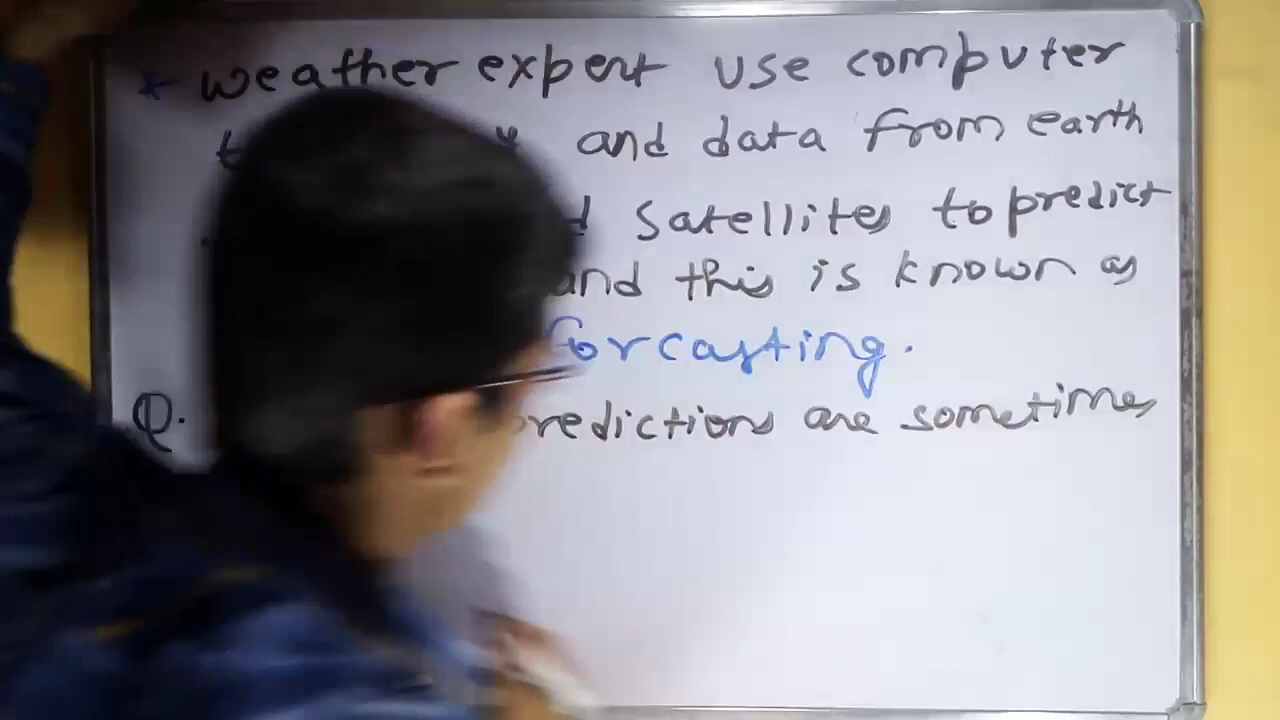 * Weather expert use computer
and data from earth
satellites to predict
and this is known as
forcasting.
Q. predictions are sometimes